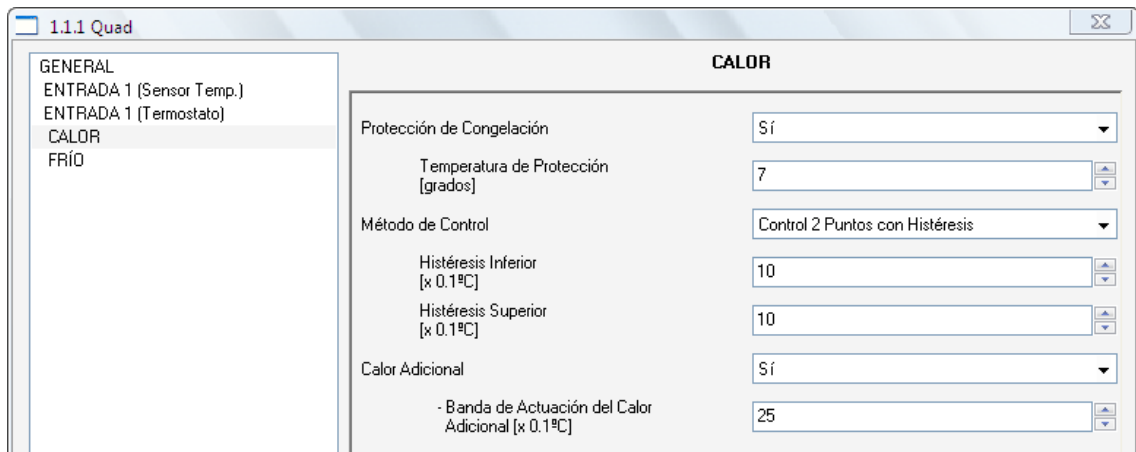 1.1.1 Quad
GENERAL
ENTRADA 1 (Sensor Temp.)
ENTRADA 1 (Termostato)
CALOR
FRÍO
CALOR
Protección de Congelación
Sí
Temperatura de Protección
[grados]
7
Método de Control
Control 2 Puntos con Histéresis
Histéresis Inferior
[x 0.1ºC]
10
Histéresis Superior
[x 0.1ºC]
10
Calor Adicional
Sí
- Banda de Actuación del Calor
Adicional [x 0.1ºC]
25